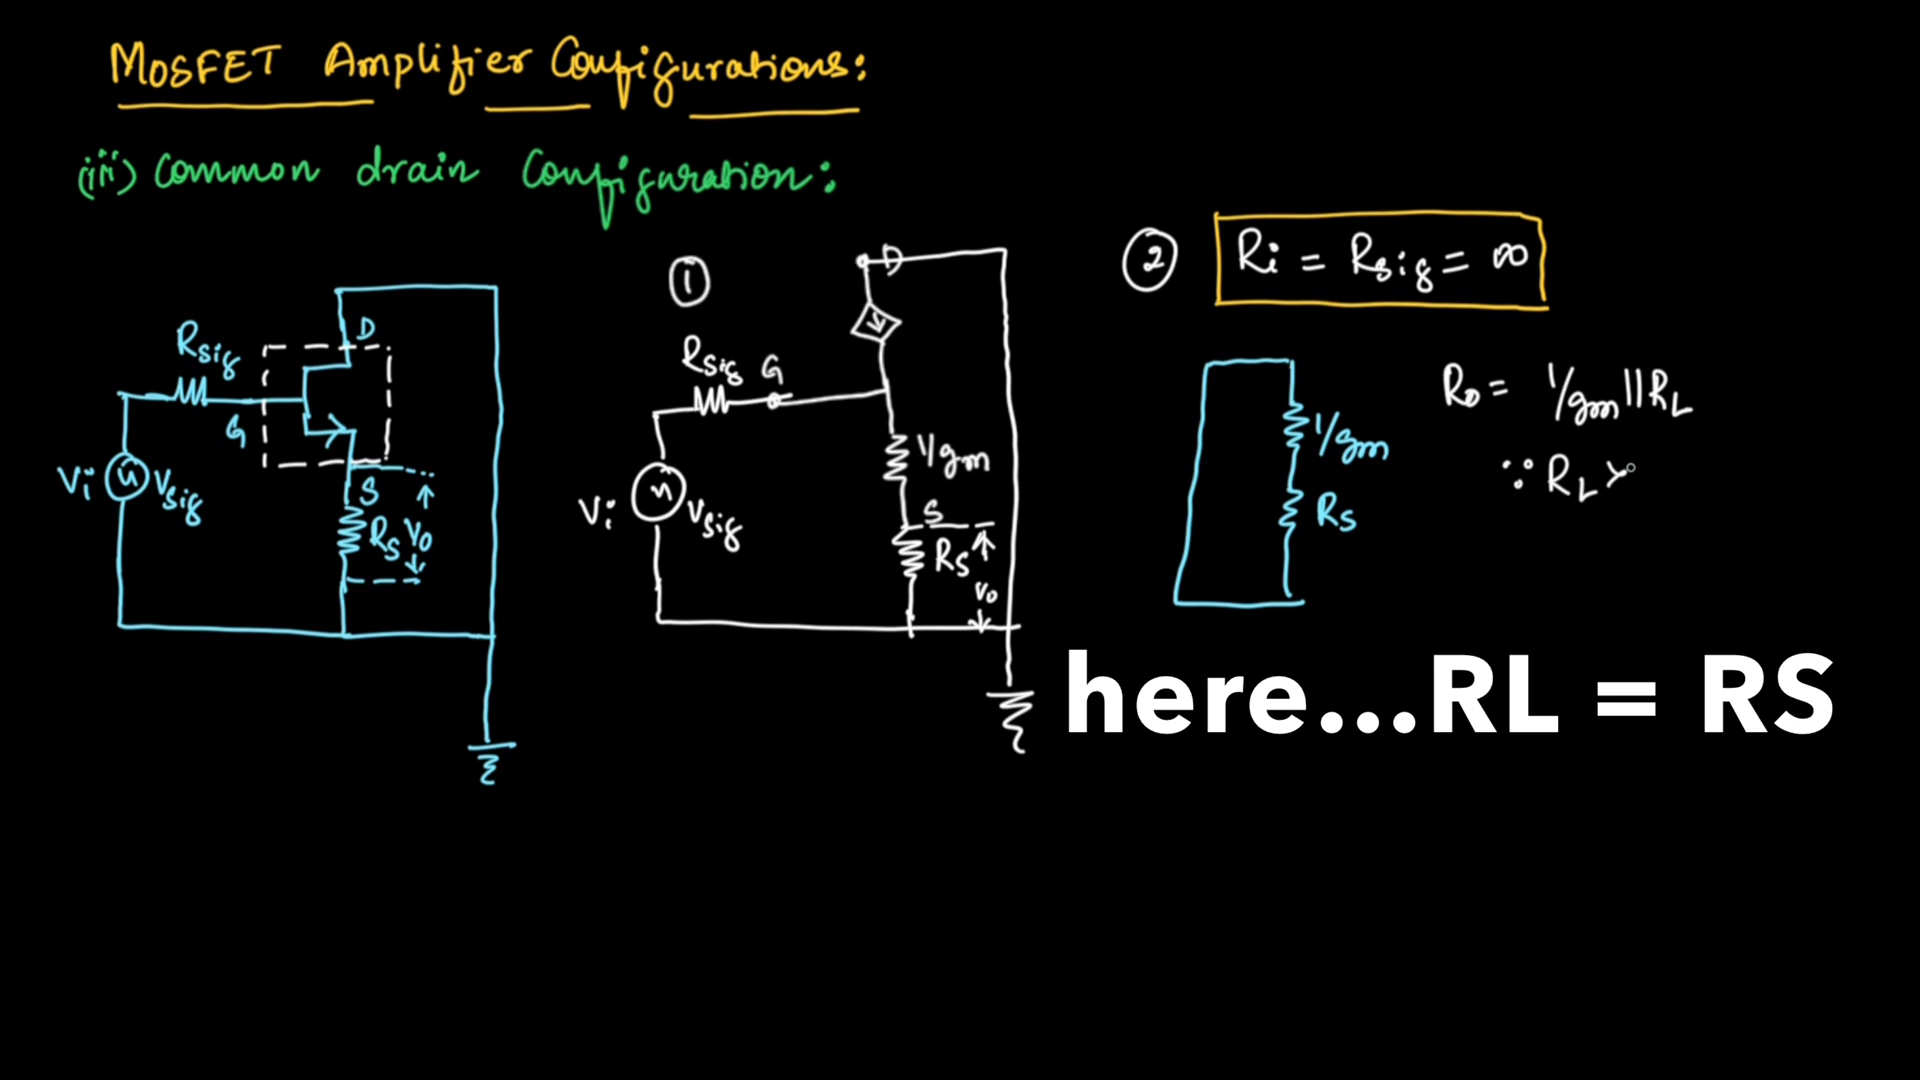 MOSFET Amplifier Configurations:
(iii) Common drain Configuration:
Rsig
D
G
Vi
Vsig
S
RS
Vo
①
D
Rsig
G
1/gm
Vi
Vsig
S
RS
Vo
②
Ri = Rsig = ∞
1/gm
RS
Ro = 1/gm || RL
∵ RL >
here...RL = RS